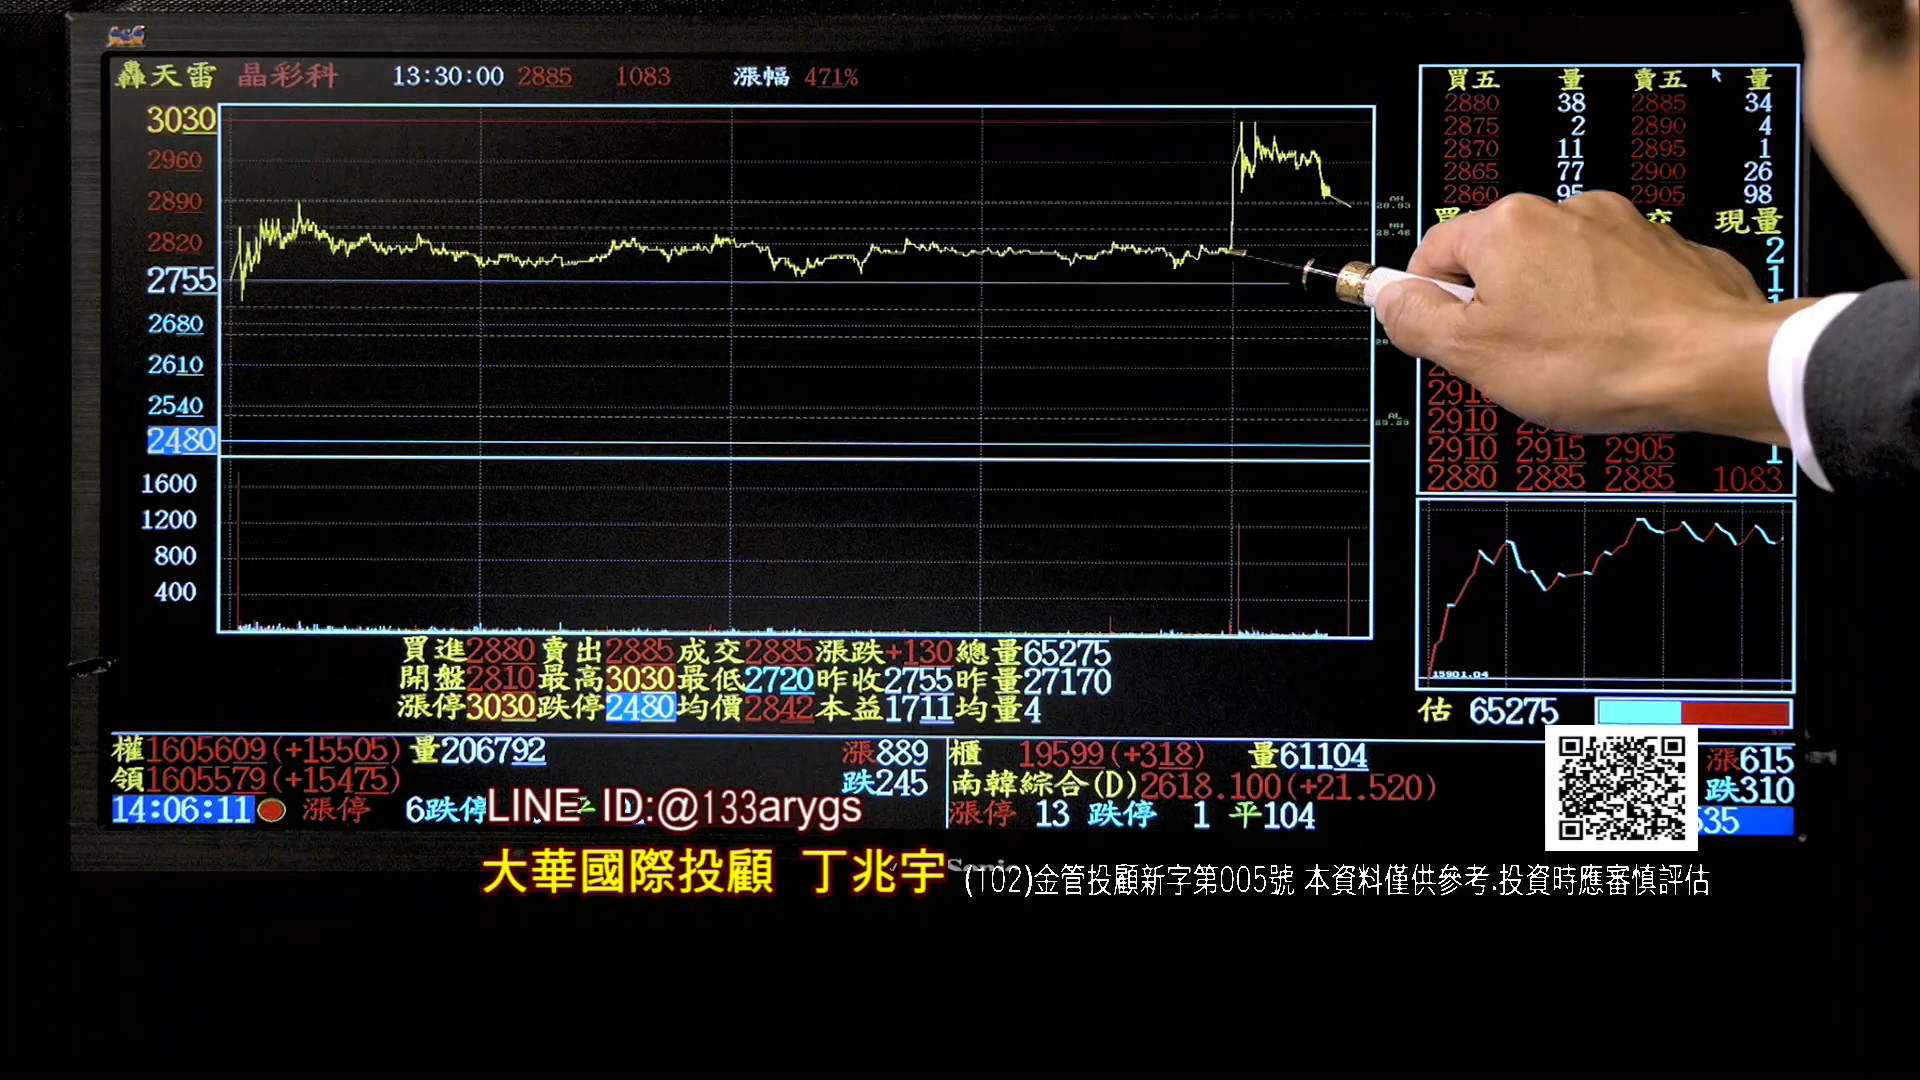 轟天雷 晶彩科 13:30:00 2885 1083 漲幅 471%
3030
2960
2890
2820
2755
2680
2610
2540
2480
1600
1200
800
400
買五 量 賣五 量
2880 38 2885 34
2875 2 2890 4
2870 11 2895 1
2865 77 2900 26
2860 95 2905 98
現量
2
1
2910
2910
2910 2915 2905 1
2880 2885 2885 1083
15901.04
估 65275
買進2880賣出2885成交2885漲跌+130總量65275
開盤2810最高3030最低2720昨收2755昨量27170
漲停3030跌停2480均價2842本益1711均量4
權1605609(+15505) 量206792 漲889
領1605579(+15475) 跌245
14:06:11 漲停 6跌停
櫃 19599(+318) 量61104 漲615
南韓綜合(D)2618.100(+21.520) 跌310
漲停 13 跌停 1 平104
LINE ID:@133arygs
大華國際投顧 丁兆宇
(102)金管投顧新字第005號 本資料僅供參考.投資時應審慎評估